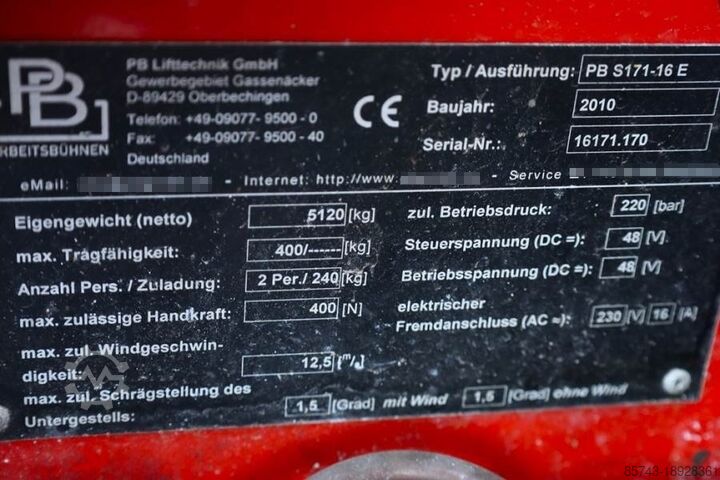 PB
ARBEITSBÜHNEN
PB Lifttechnik GmbH
Gewerbegebiet Gassenäcker
D-89429 Oberbechingen
Telefon: +49-09077- 9500 - 0
Fax: +49-09077- 9500 - 40
Deutschland
CE
Typ / Ausführung: PB S171-16 E
Baujahr: 2010
Serial-Nr.: 16171.170
eMail: - Internet: http://www. - Service
Eigengewicht (netto) 5120 [kg]
max. Tragfähigkeit: 400/------ [kg]
Anzahl Pers. / Zuladung: 2 Per./ 240 [kg]
max. zulässige Handkraft: 400 [N]
max. zul. Windgeschwin-
digkeit: 12,5 [m/s]
max. zul. Schrägstellung des
Untergestells: 1,5 [Grad] mit Wind 1,5 [Grad] ohne Wind
zul. Betriebsdruck: 220 [bar]
Steuerspannung (DC =): 48 [V]
Betriebsspannung (DC =): 48 [V]
elektrischer
Fremdanschluss (AC ~): 230 [V] 16 [A]
85743-18928361